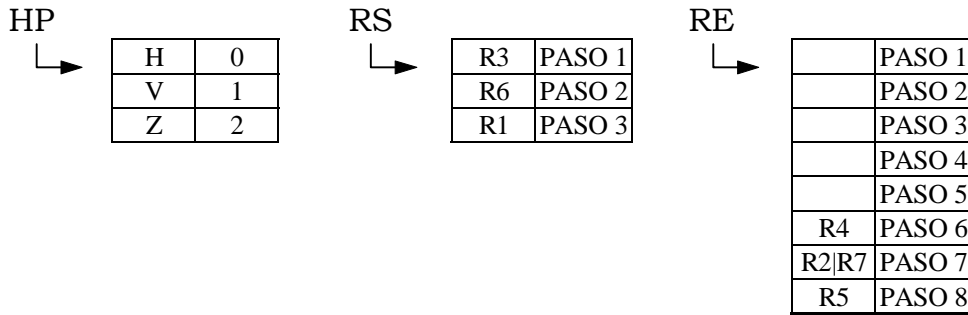 HP RS RE
H 0 R3 PASO 1 PASO 1
V 1 R6 PASO 2 PASO 2
Z 2 R1 PASO 3 PASO 3
PASO 4
PASO 5
R4 PASO 6
R2|R7 PASO 7
R5 PASO 8